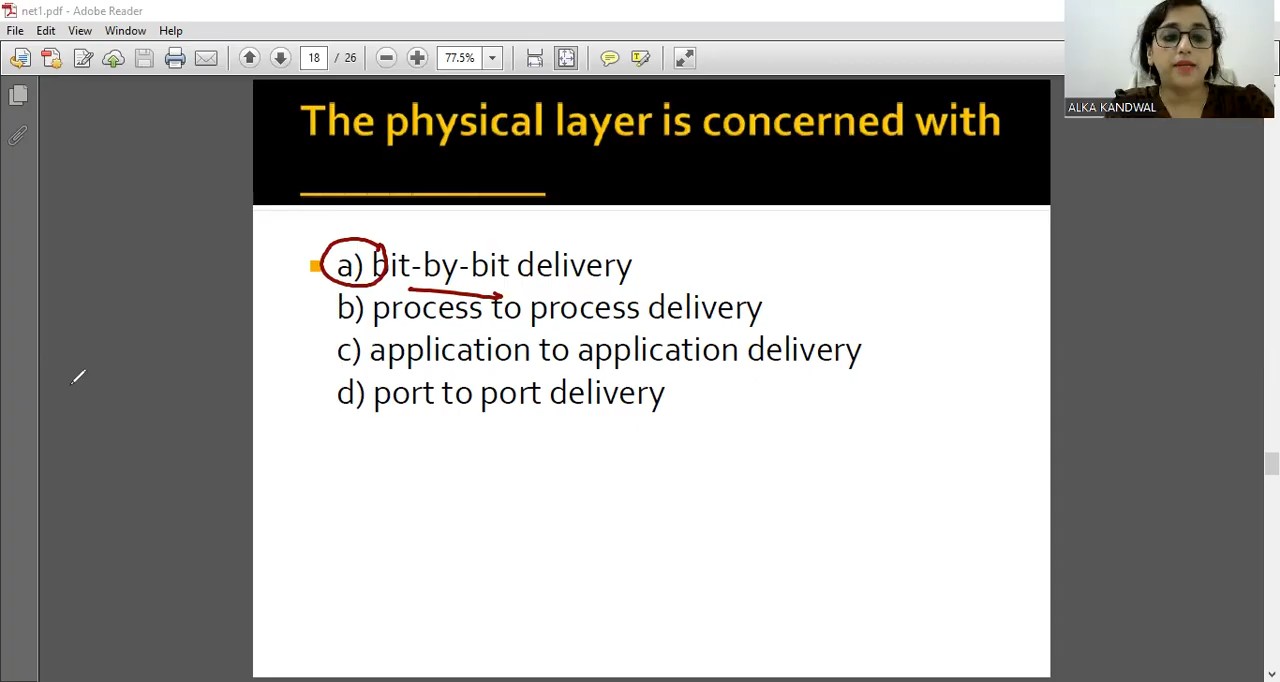 net1.pdf - Adobe Reader
File Edit View Window Help
18 / 26 77.5%
ALKA KANDWAL
The physical layer is concerned with
____________
a) bit-by-bit delivery
b) process to process delivery
c) application to application delivery
d) port to port delivery